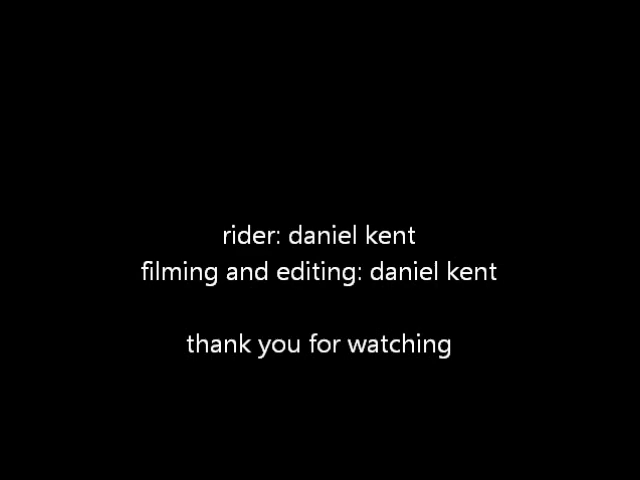 rider: daniel kent
filming and editing: daniel kent
thank you for watching